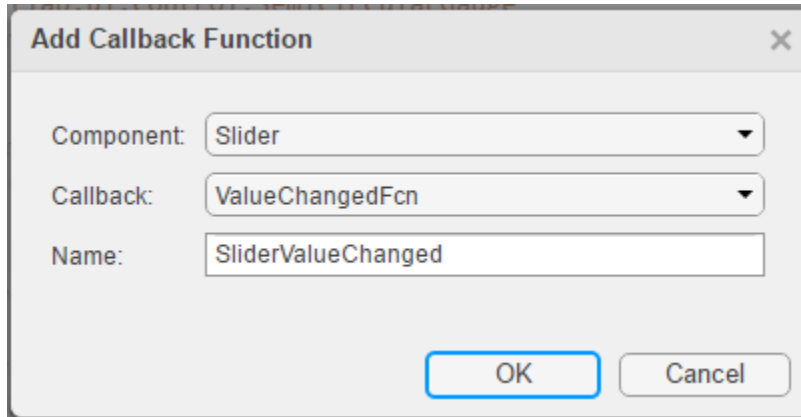 Add Callback Function
Component: Slider
Callback: ValueChangedFcn
Name: SliderValueChanged
OK Cancel